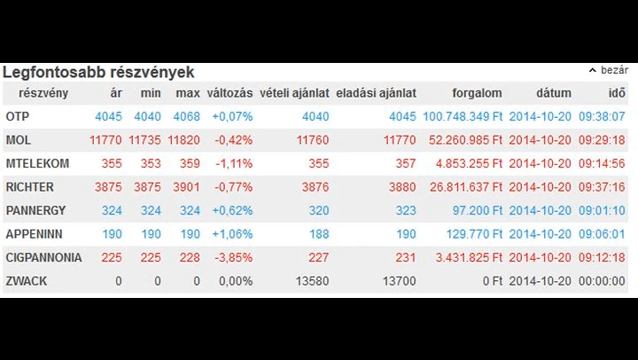 Legfontosabb részvények bezár
részvény ár min max változás vételi ajánlat eladási ajánlat forgalom dátum idő
OTP 4045 4040 4068 +0,07% 4040 4045 100.748.349 Ft 2014-10-20 09:38:07
MOL 11770 11735 11820 -0,42% 11760 11770 52.260.985 Ft 2014-10-20 09:29:18
MTELEKOM 355 353 359 -1,11% 355 357 4.853.255 Ft 2014-10-20 09:14:56
RICHTER 3875 3875 3901 -0,77% 3876 3880 26.811.637 Ft 2014-10-20 09:37:16
PANNERGY 324 324 324 +0,62% 320 323 97.200 Ft 2014-10-20 09:01:10
APPENINN 190 190 190 +1,06% 188 190 129.770 Ft 2014-10-20 09:06:01
CIGPANNONIA 225 225 228 -3,85% 227 231 3.431.825 Ft 2014-10-20 09:12:18
ZWACK 0 0 0 0,00% 13580 13700 0 Ft 2014-10-20 00:00:00